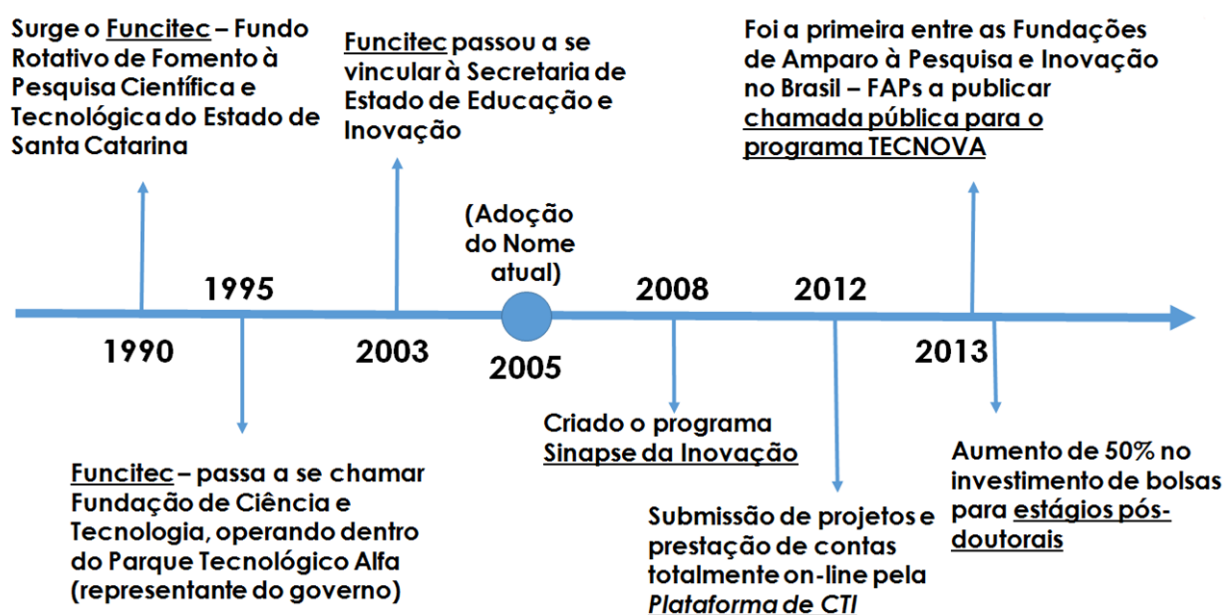 Surge o Funcitec – Fundo
Rotativo de Fomento à
Pesquisa Científica e
Tecnológica do Estado de
Santa Catarina
Funcitec passou a se
vincular à Secretaria de
Estado de Educação e
Inovação
Foi a primeira entre as Fundações
de Amparo à Pesquisa e Inovação
no Brasil – FAPs a publicar
chamada pública para o
programa TECNOVA
(Adoção
do Nome
atual)
1995
2008
2012
1990
2003
2005
2013
Funcitec – passa a se chamar
Fundação de Ciência e
Tecnologia, operando dentro
do Parque Tecnológico Alfa
(representante do governo)
Criado o programa
Sinapse da Inovação
Submissão de projetos e
prestação de contas
totalmente on-line pela
Plataforma de CTI
Aumento de 50% no
investimento de bolsas
para estágios pós-
doutorais